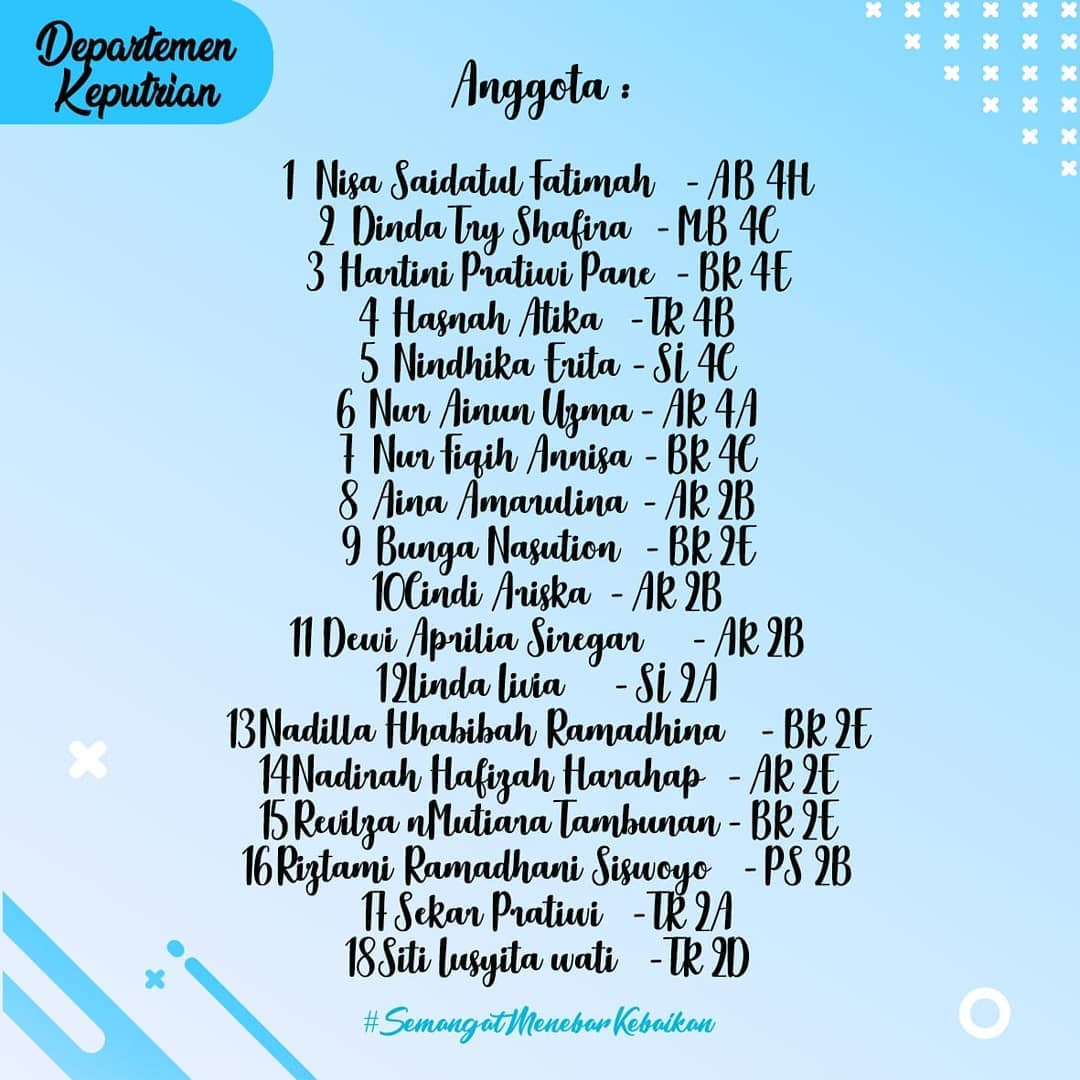 Departemen
Keputrian
Anggota :
1 Nisa Saidatul Fatimah - AB 4H
2 Dinda Try Shafira - MB 4C
3 Hartini Pratiwi Pane - BR 4E
4 Hasnah Atika -TR 4B
5 Nindhika Erita - Si 4C
6 Nur Ainun Uzma - AR 4A
7 Nur Fiqih Annisa - BR 4C
8 Aina Amarulina - AR 2B
9 Bunga Nasution - BR 2E
10Cindi Ariska - AR 2B
11 Dewi Aprilia Siregar - AR 2B
12linda livia - Si 2A
13Nadilla Hhabibah Ramadhina - BR 2E
14Nadirah Hafizah Harahap - AR 2E
15Revilza nMutiara Tambunan - BR 2E
16Riztami Ramadhani Siswoyo - PS 2B
17 Sekar Pratiwi -TR 2A
18Siti lusyita wati -TR 2D
#SemangatMenebarKebaikan